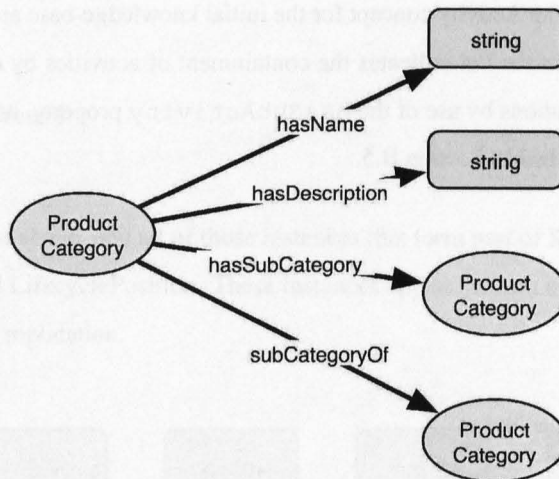 string
hasName
string
hasDescription
Product
Category
hasSubCategory
Product
Category
subCategoryOf
Product
Category